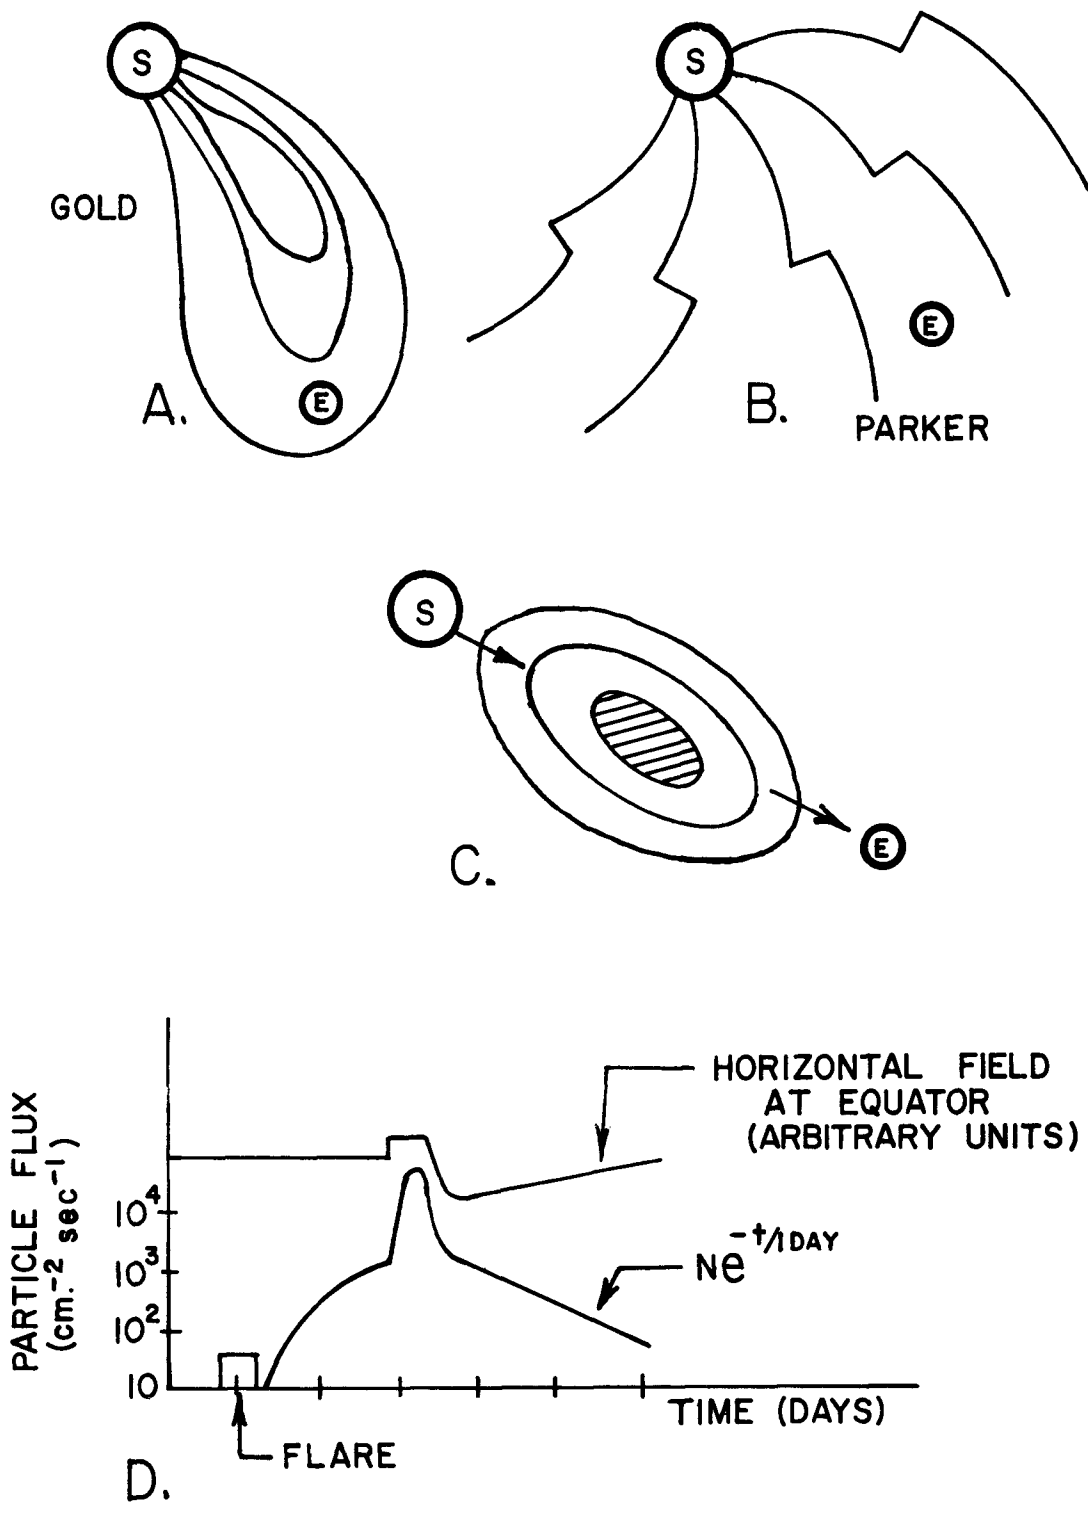 S
GOLD
A.
E
S
E
B.
PARKER
S
C.
E
PARTICLE FLUX
(cm.⁻² sec⁻¹)
10⁴
10³
10²
10
HORIZONTAL FIELD
AT EQUATOR
(ARBITRARY UNITS)
Ne^-t/1DAY
TIME (DAYS)
FLARE
D.